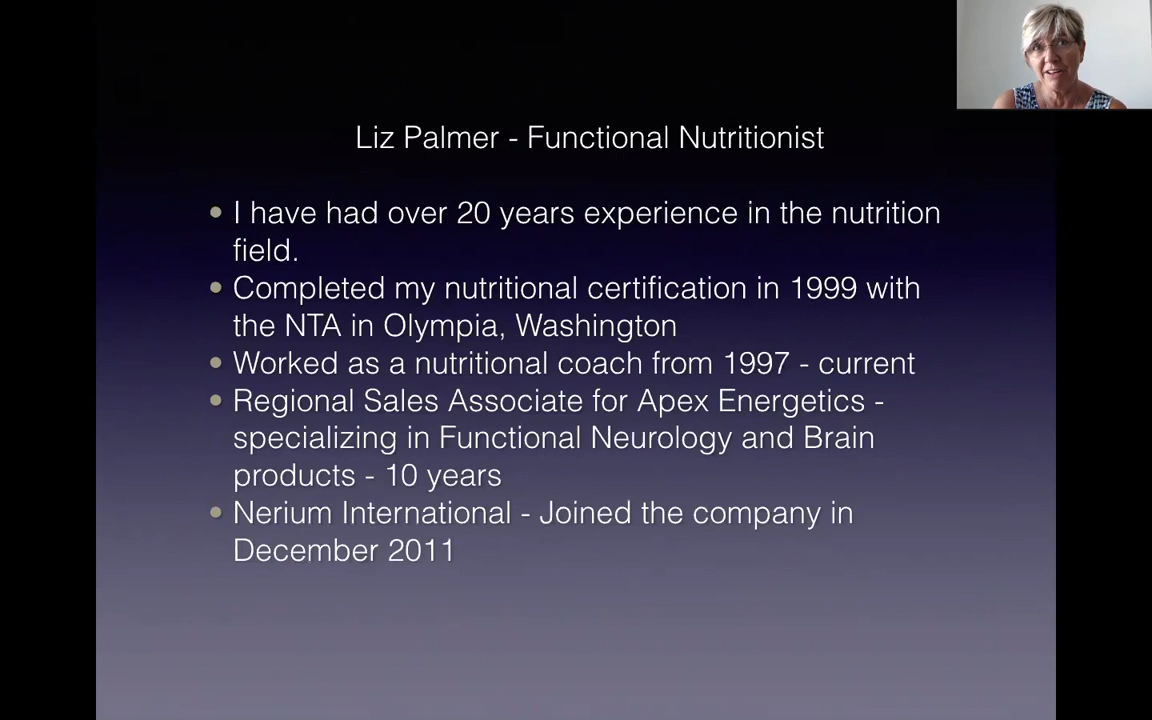 Liz Palmer - Functional Nutritionist
• I have had over 20 years experience in the nutrition
field.
• Completed my nutritional certification in 1999 with
the NTA in Olympia, Washington
• Worked as a nutritional coach from 1997 - current
• Regional Sales Associate for Apex Energetics -
specializing in Functional Neurology and Brain
products - 10 years
• Nerium International - Joined the company in
December 2011